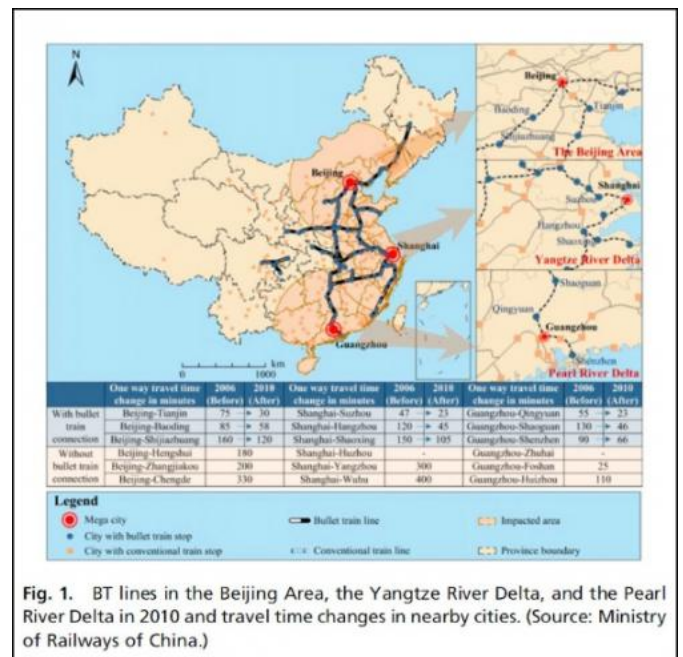 N
Beijing
Shanghai
Guangzhou
0
1000
km
Beijing
Baoding
Tianjin
Shijiazhuang
The Beijing Area
Shanghai
Suzhou
Hangzhou
Shaoxing
Yangtze River Delta
Shaoguan
Qingyuan
Guangzhou
Shenzhen
Pearl River Delta
One way travel time change in minutes 2006 (Before) 2010 (After) One way travel time change in minutes 2006 (Before) 2010 (After) One way travel time change in minutes 2006 (Before) 2010 (After)
With bullet train connection
Beijing-Tianjin 75 30 Shanghai-Suzhou 47 23 Guangzhou-Qingyuan 55 23
Beijing-Baoding 85 58 Shanghai-Hangzhou 120 45 Guangzhou-Shaoguan 130 46
Beijing-Shijiazhuang 160 120 Shanghai-Shaoxing 150 105 Guangzhou-Shenzhen 90 66
Without bullet train connection
Beijing-Hengshui 180 Shanghai-Huzhou - Guangzhou-Zhuhai -
Beijing-Zhangjiakou 200 Shanghai-Yangzhou 300 Guangzhou-Foshan 25
Beijing-Chengde 330 Shanghai-Wuhu 400 Guangzhou-Huizhou 110
Legend
Mega city Bullet train line Impacted area
City with bullet train stop
City with conventional train stop Conventional train line Province boundary
Fig. 1. BT lines in the Beijing Area, the Yangtze River Delta, and the Pearl
River Delta in 2010 and travel time changes in nearby cities. (Source: Ministry
of Railways of China.)